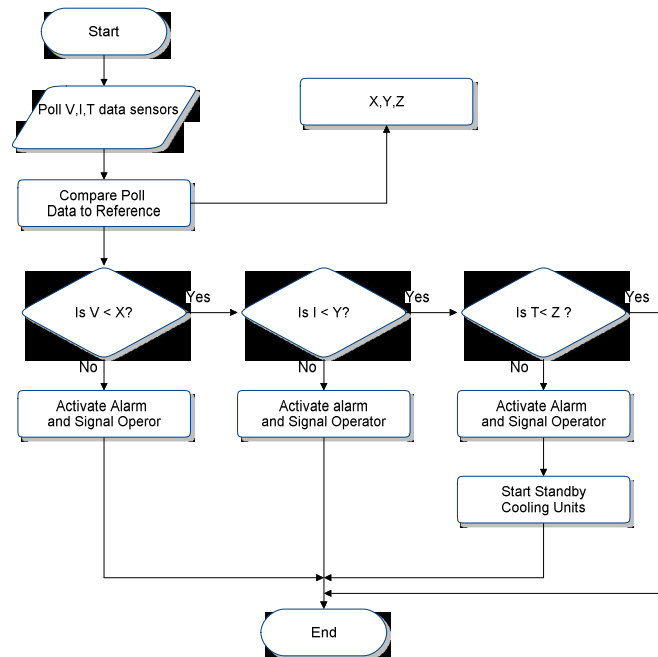 Start
Poll V,I,T data sensors
X,Y,Z
Compare Poll
Data to Reference
Is V < X?
Yes
Is I < Y?
Yes
Is T< Z ?
Yes
No
No
No
Activate Alarm
and Signal Operor
Activate alarm
and Signal Operator
Activate Alarm
and Signal Operator
Start Standby
Cooling Units
End